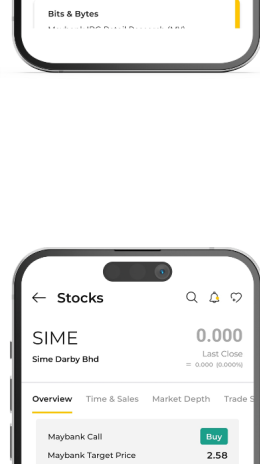 Bits & Bytes
Stocks
SIME
0.000
Sime Darby Bhd
Last Close
= 0.000 (0.000%)
Overview Time & Sales Market Depth Trade S
Maybank Call Buy
Maybank Target Price 2.58